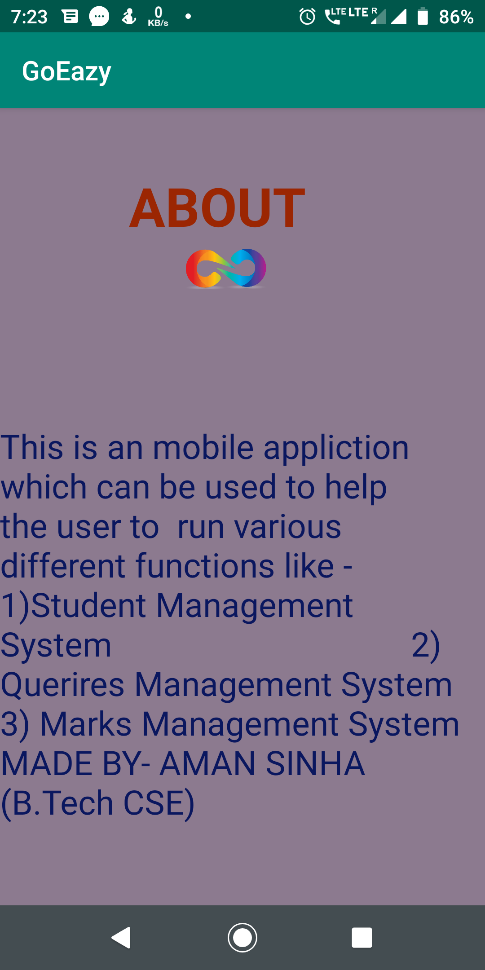 7:23 0 KB/s LTE LTE R 86%
GoEazy
ABOUT
This is an mobile appliction
which can be used to help
the user to  run various
different functions like -
1)Student Management
System 2)
Querires Management System
3) Marks Management System
MADE BY- AMAN SINHA
(B.Tech CSE)